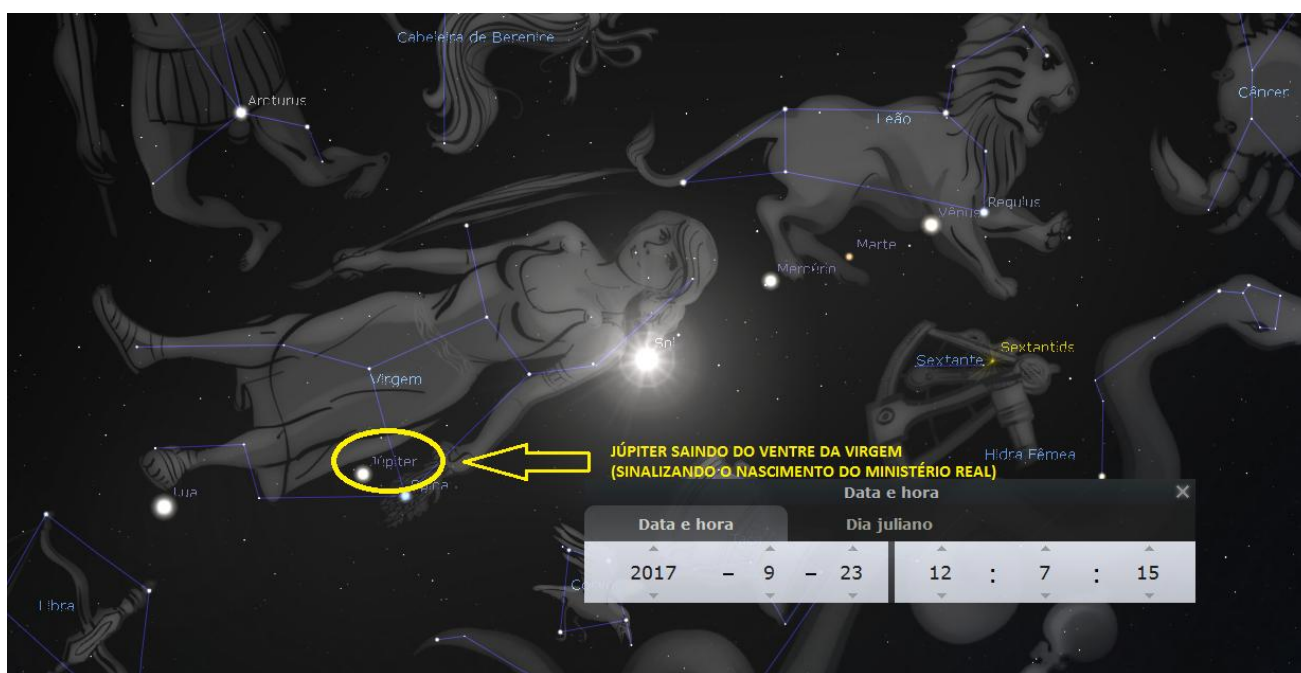 Cabeleira de Berenice
Câncer
Arcturus
Leão
Regulus
Vênus
Marte
Mercúrio
Sol
Sextantids
Sextante
Virgem
JÚPITER SAINDO DO VENTRE DA VIRGEM
(SINALIZANDO O NASCIMENTO DO MINISTÉRIO REAL)
Hidra Fêmea
Júpiter
Spica
Lua
Data e hora
Data e hora
Dia juliano
2017 – 9 – 23 12 : 7 : 15
Libra